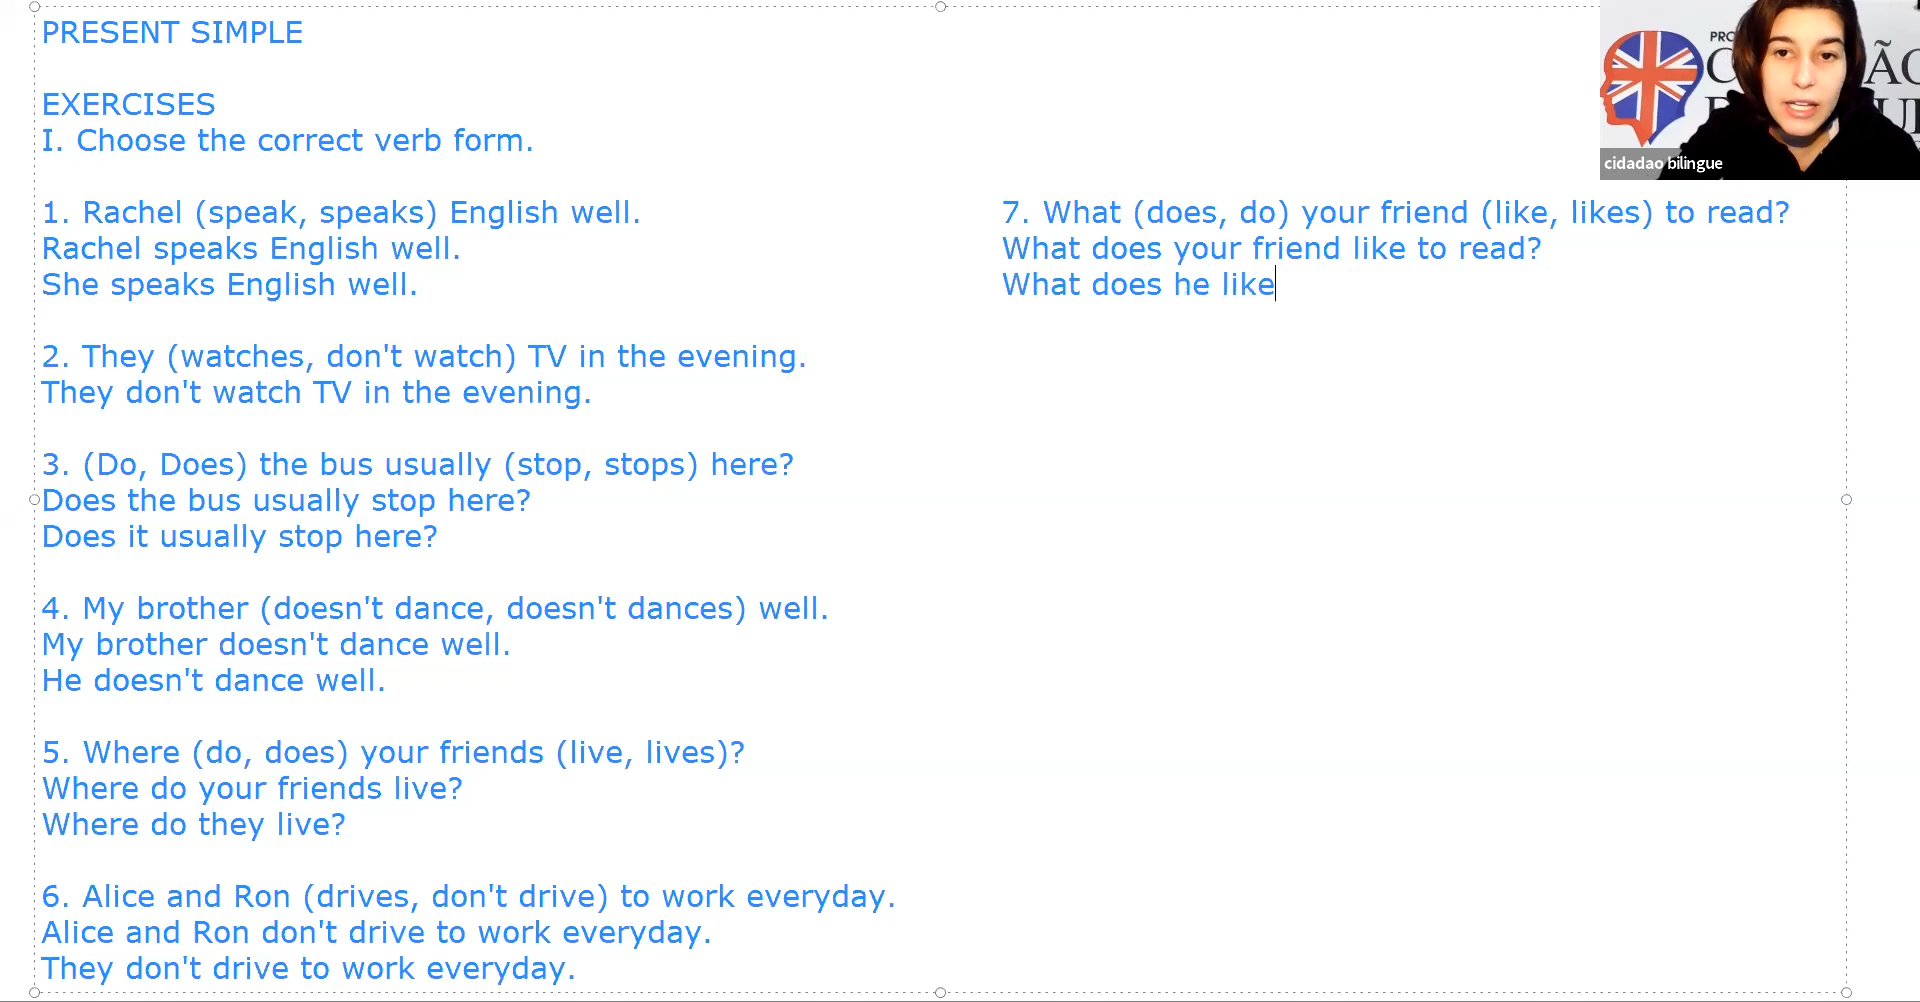 PRESENT SIMPLE
EXERCISES
I. Choose the correct verb form.
1. Rachel (speak, speaks) English well.
Rachel speaks English well.
She speaks English well.
2. They (watches, don't watch) TV in the evening.
They don't watch TV in the evening.
3. (Do, Does) the bus usually (stop, stops) here?
Does the bus usually stop here?
Does it usually stop here?
4. My brother (doesn't dance, doesn't dances) well.
My brother doesn't dance well.
He doesn't dance well.
5. Where (do, does) your friends (live, lives)?
Where do your friends live?
Where do they live?
6. Alice and Ron (drives, don't drive) to work everyday.
Alice and Ron don't drive to work everyday.
They don't drive to work everyday.
7. What (does, do) your friend (like, likes) to read?
What does your friend like to read?
What does he like
cidadao bilingue